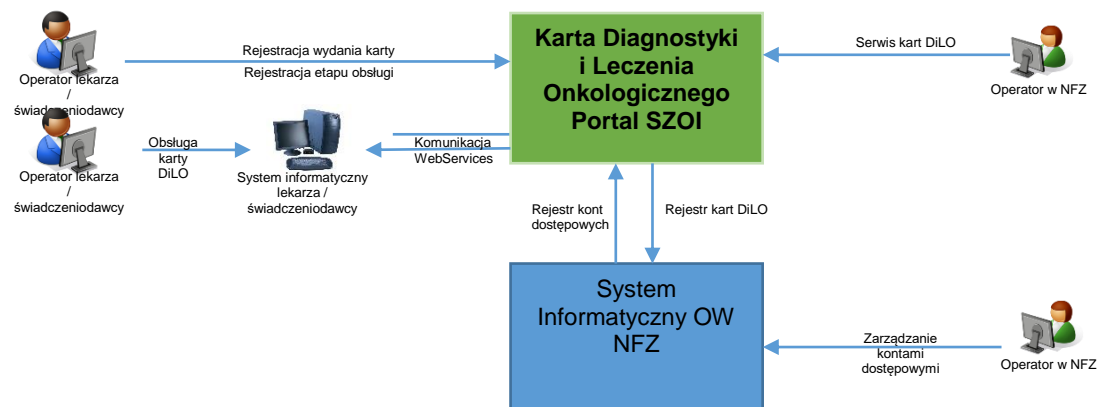 Rejestracja wydania karty
Rejestracja etapu obsługi
Operator lekarza
/
świadczeniodawcy
Karta Diagnostyki
i Leczenia
Onkologicznego
Portal SZOI
Serwis kart DiLO
Operator w NFZ
Obsługa
karty
DiLO
Operator lekarza
/
świadczeniodawcy
System informatyczny
lekarza /
świadczeniodawcy
Komunikacja
WebServices
Rejestr kont
dostępowych
Rejestr kart DiLO
System
Informatyczny OW
NFZ
Zarządzanie
kontami
dostępowymi
Operator w NFZ